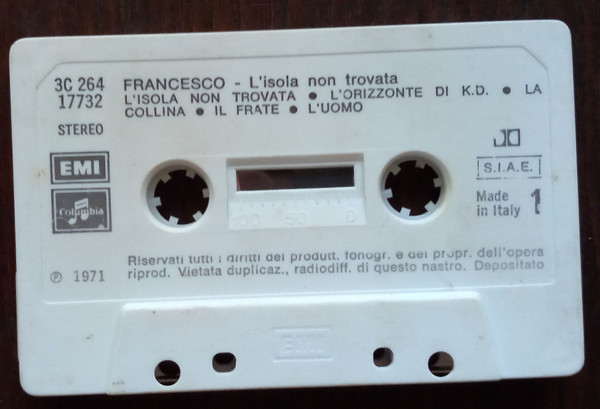 3C 264 FRANCESCO - L'isola non trovata
17732 L'ISOLA NON TROVATA ● L'ORIZZONTE DI K.D. ● LA
COLLINA ● IL FRATE ● L'UOMO
STEREO
EMI
S.I.A.E.
Columbia
Made
in Italy 1
100 50 0
Riservati tutti i diritti dei produtt. fonogr. e dei propr. dell'opera
riprod. Vietata duplicaz., radiodiff. di questo nastro. Depositato
℗ 1971
EMI